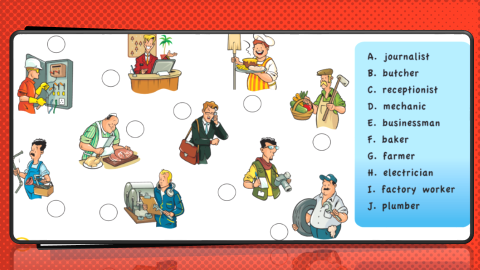 A. journalist
B. butcher
C. receptionist
D. mechanic
E. businessman
F. baker
G. farmer
H. electrician
I. factory worker
J. plumber